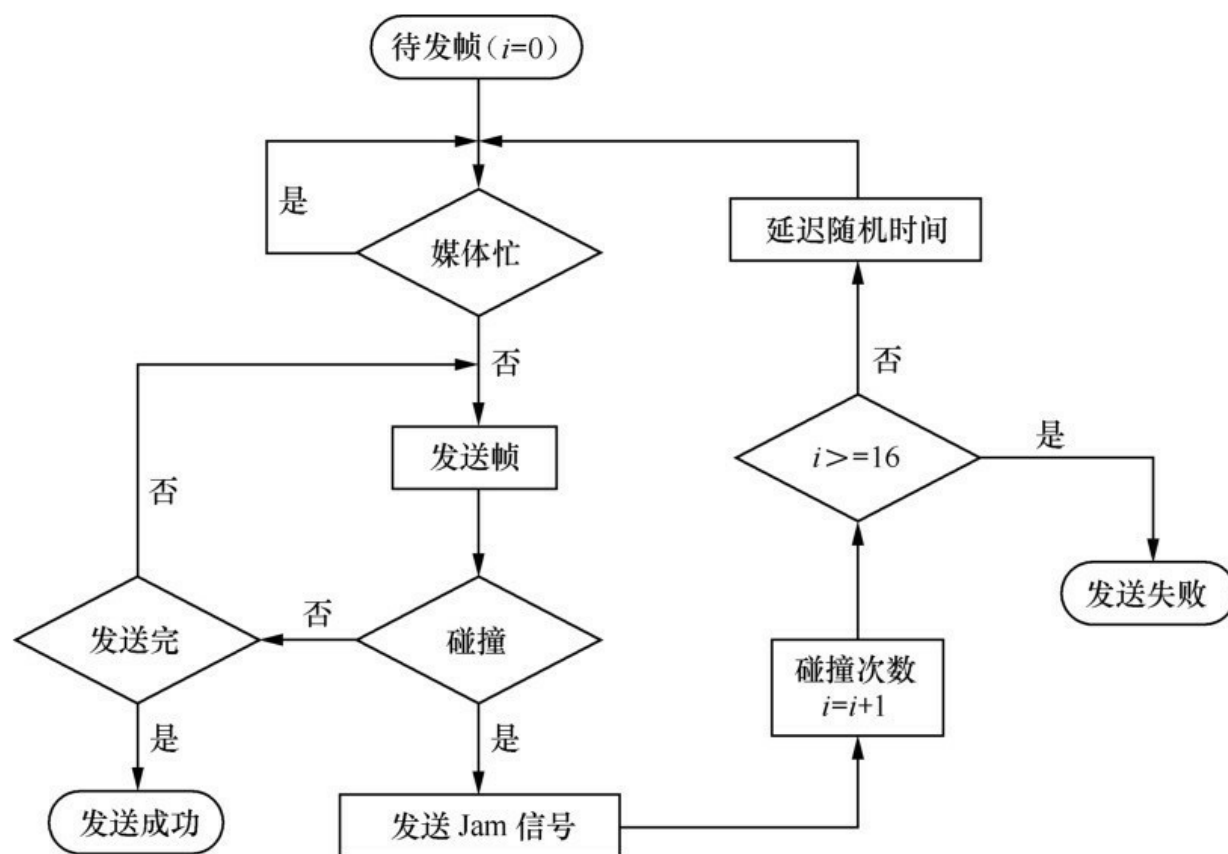 待发帧（i=0）
是
媒体忙
延迟随机时间
否
否
发送帧
i>=16
是
否
发送完
否
碰撞
发送失败
碰撞次数
i=i+1
是
是
发送成功
发送 Jam 信号